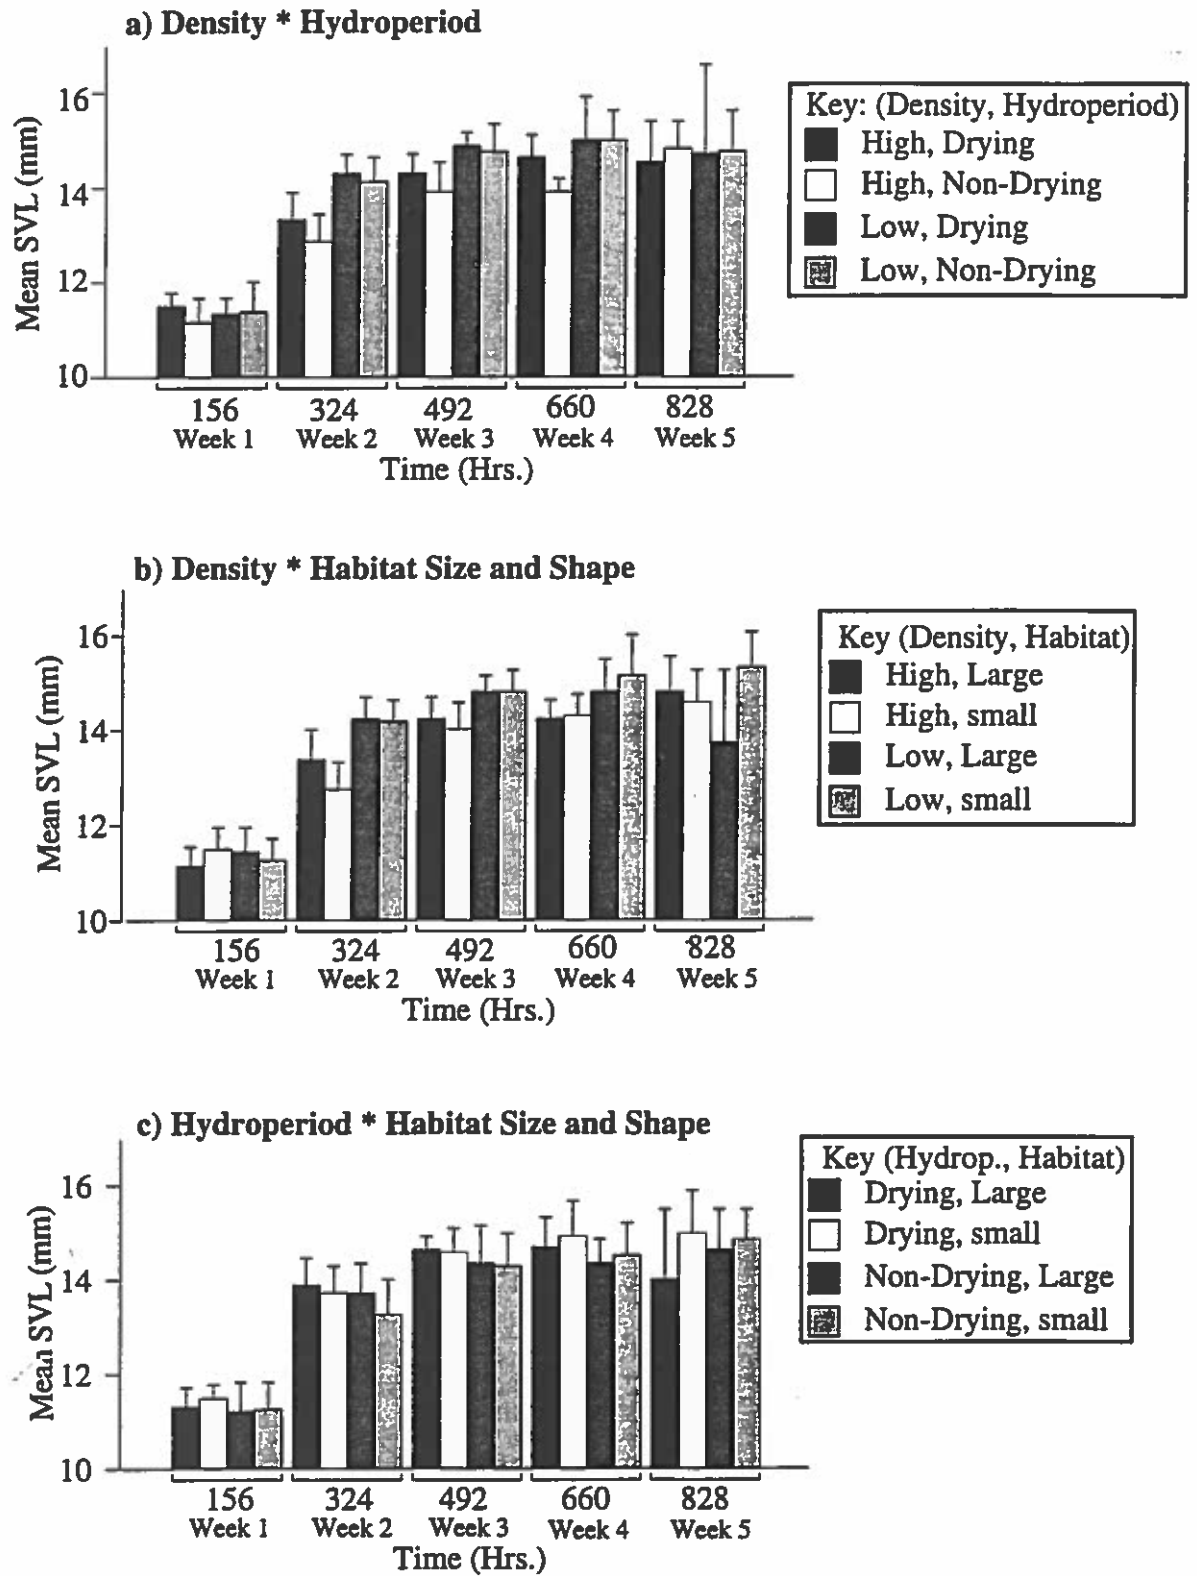 a) Density * Hydroperiod
Mean SVL (mm)
16
14
12
10
156 324 492 660 828
Week 1 Week 2 Week 3 Week 4 Week 5
Time (Hrs.)
Key: (Density, Hydroperiod)
High, Drying
High, Non-Drying
Low, Drying
Low, Non-Drying
b) Density * Habitat Size and Shape
Mean SVL (mm)
16
14
12
10
156 324 492 660 828
Week 1 Week 2 Week 3 Week 4 Week 5
Time (Hrs.)
Key (Density, Habitat)
High, Large
High, small
Low, Large
Low, small
c) Hydroperiod * Habitat Size and Shape
Mean SVL (mm)
16
14
12
10
156 324 492 660 828
Week 1 Week 2 Week 3 Week 4 Week 5
Time (Hrs.)
Key (Hydrop., Habitat)
Drying, Large
Drying, small
Non-Drying, Large
Non-Drying, small